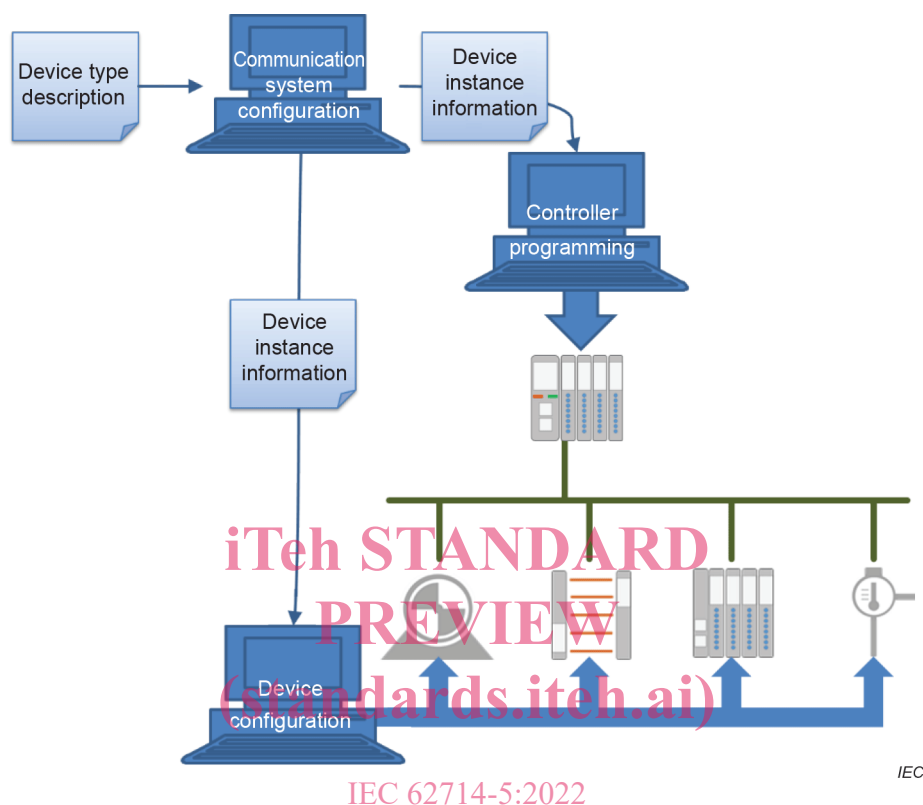 Device type
description
Communication
system
configuration
Device
instance
information
Controller
programming
Device
instance
information
iTeh STANDARD
PREVIEW
(standards.iteh.ai)
Device
configuration
IEC
IEC 62714-5:2022